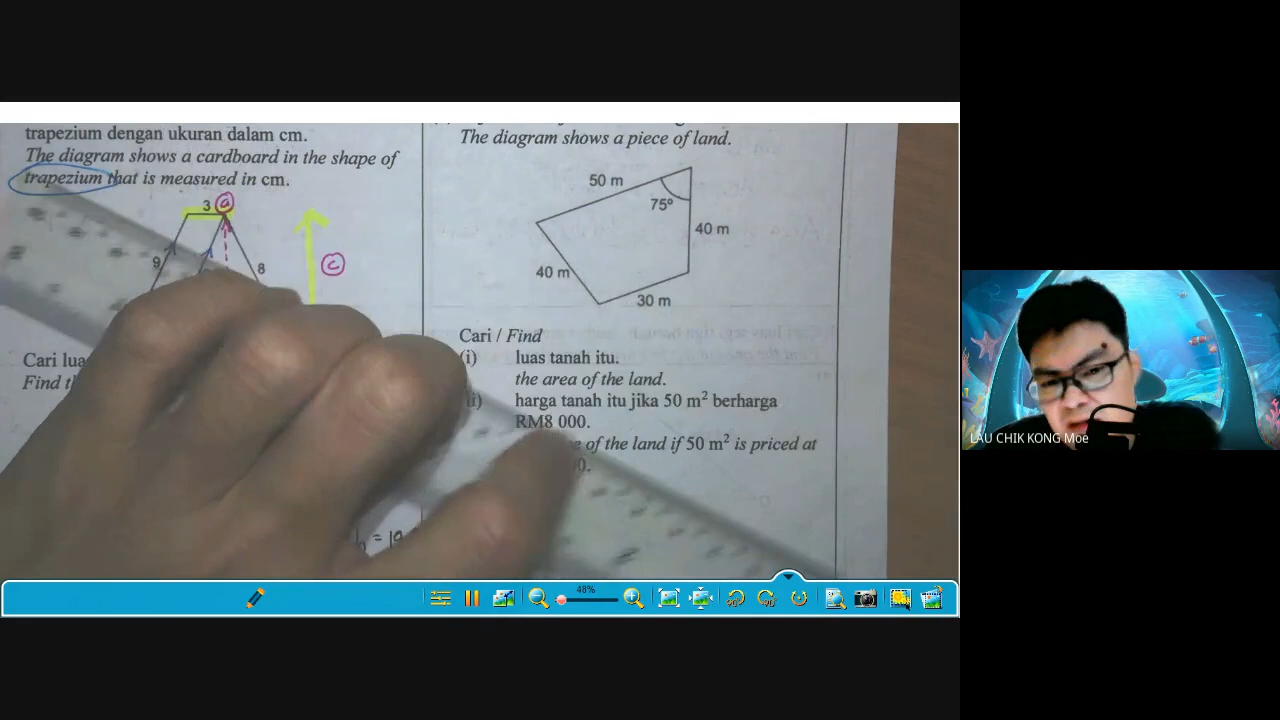 trapezium dengan ukuran dalam cm.
The diagram shows a cardboard in the shape of
trapezium that is measured in cm.
3 a
9
8
c
Cari lua
Find th
= 19
The diagram shows a piece of land.
50 m
75°
40 m
40 m
30 m
Cari / Find
(i) luas tanah itu.
the area of the land.
harga tanah itu jika 50 m² berharga
RM8 000.
of the land if 50 m² is priced at
LAU CHIK KONG Moe
48%